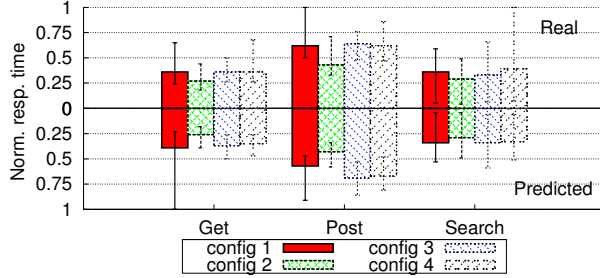 1
0.75
0.5
0.25
0
0.25
0.5
0.75
1
Norm. resp. time
Real
Predicted
Get Post Search
config 1 config 3
config 2 config 4